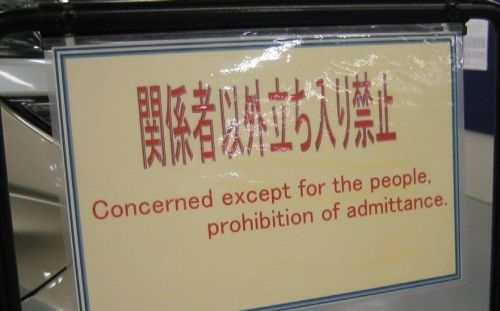 関係者以外立ち入り禁止
Concerned except for the people,
prohibition of admittance.